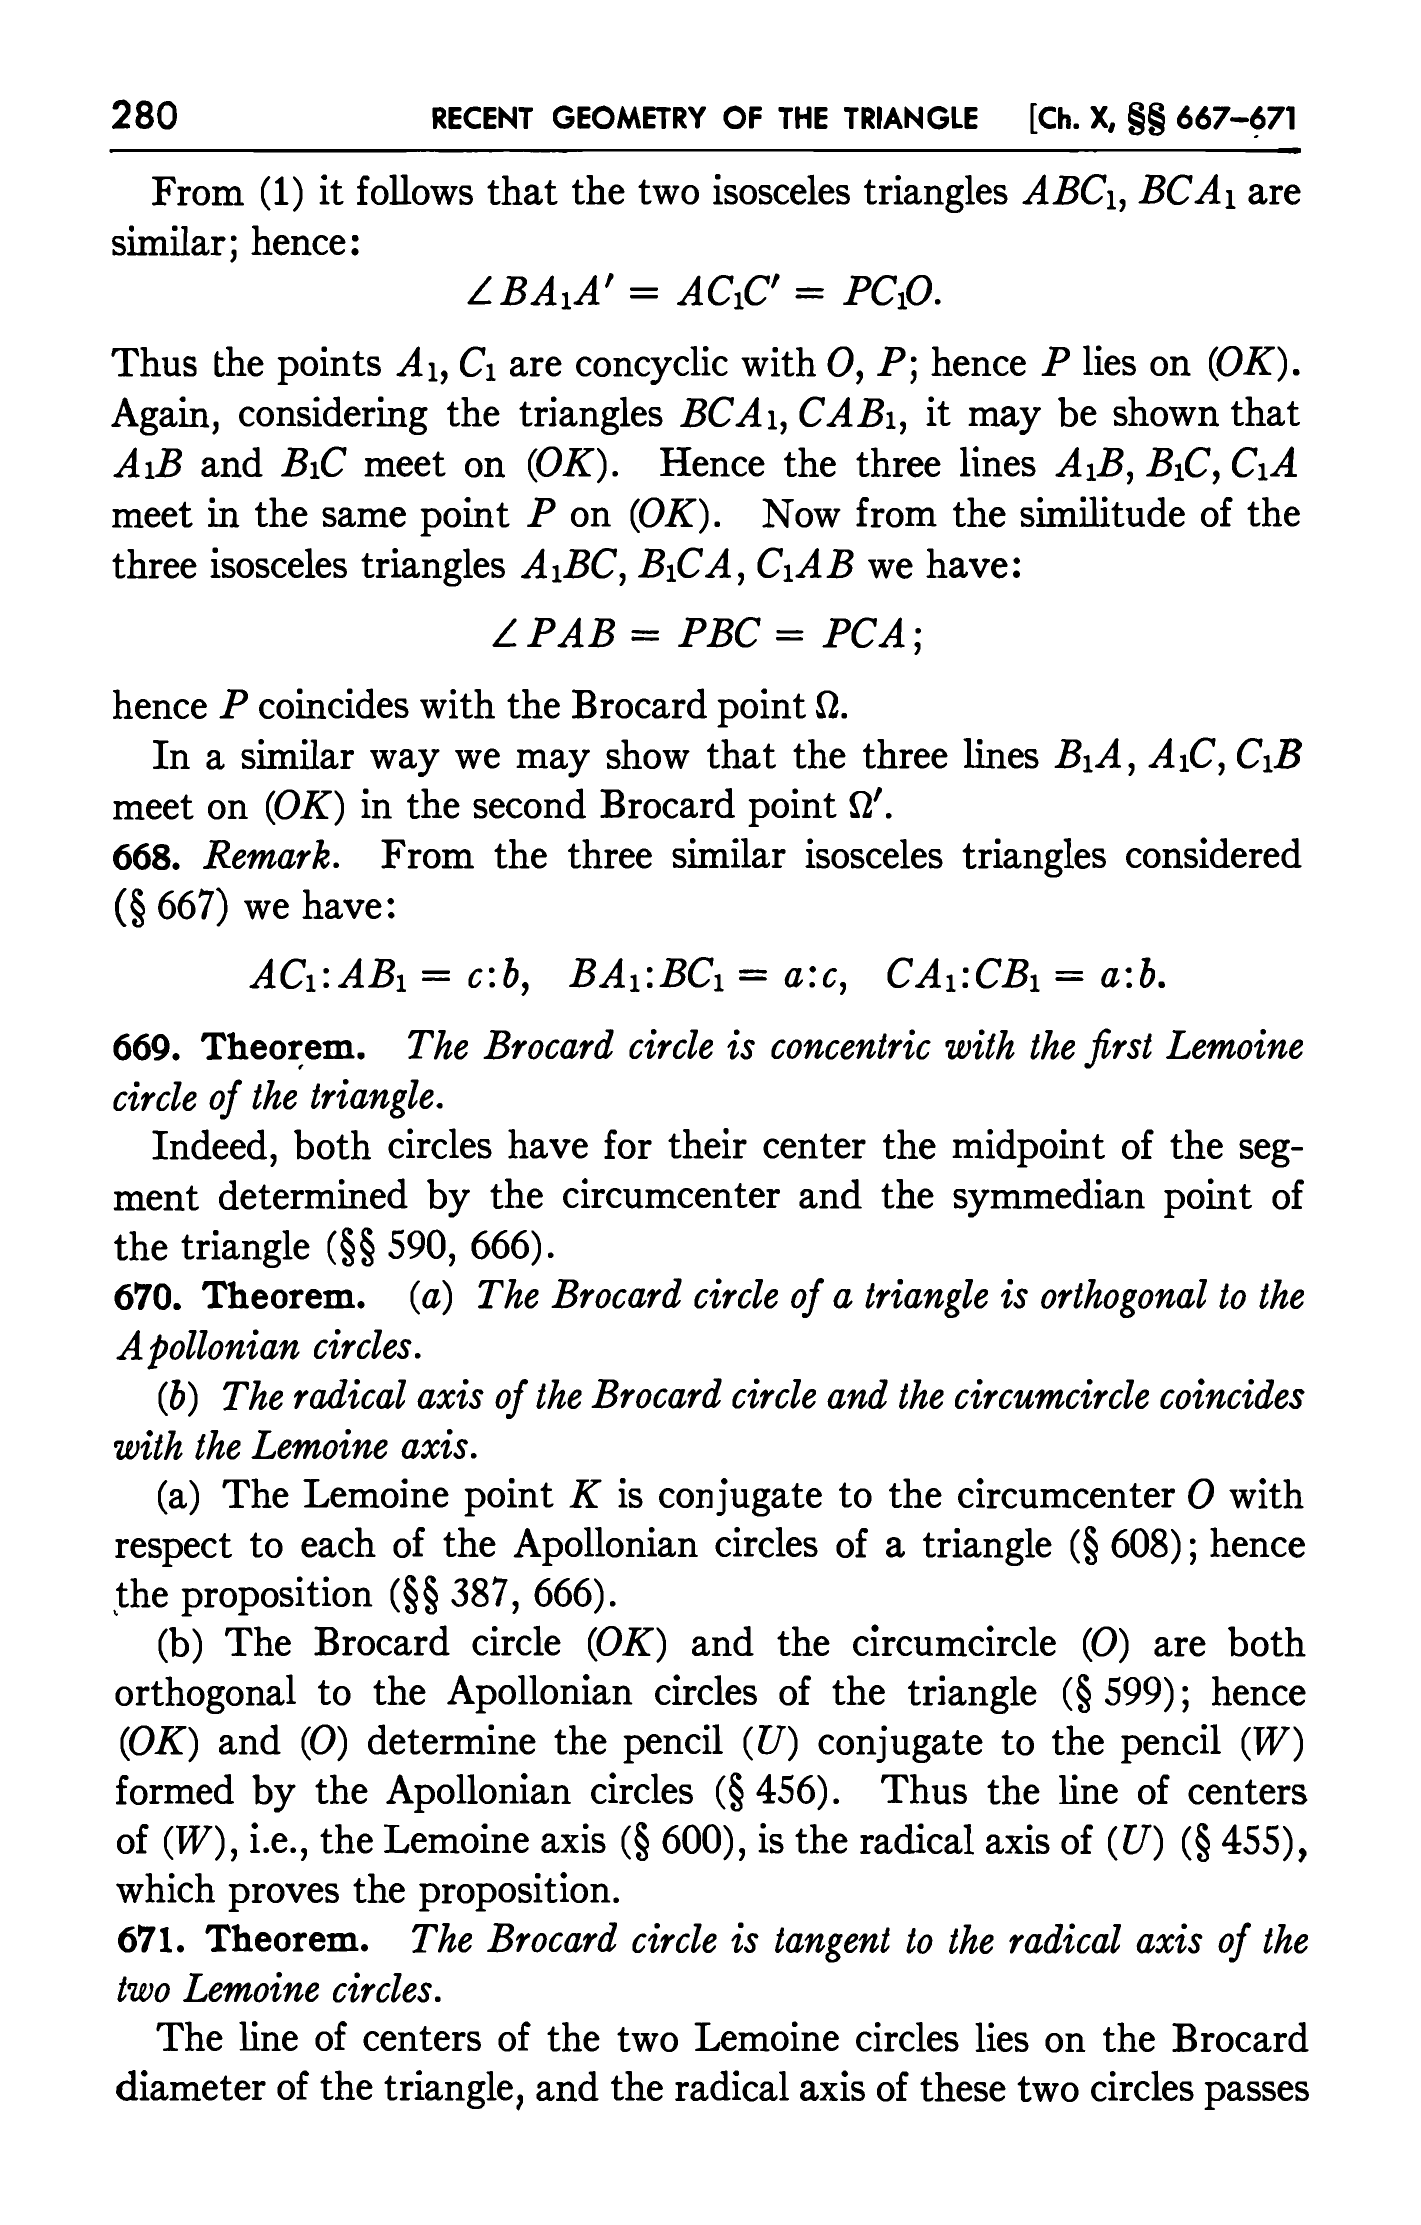 280 RECENT GEOMETRY OF THE TRIANGLE [Ch. X, §§ 667–671
From (1) it follows that the two isosceles triangles ABC₁, BCA₁ are
similar; hence:
∠BA₁A′ = AC₁C′ = PC₁O.
Thus the points A₁, C₁ are concyclic with O, P; hence P lies on (OK).
Again, considering the triangles BCA₁, CAB₁, it may be shown that
A₁B and B₁C meet on (OK). Hence the three lines A₁B, B₁C, C₁A
meet in the same point P on (OK). Now from the similitude of the
three isosceles triangles A₁BC, B₁CA, C₁AB we have:
∠PAB = PBC = PCA;
hence P coincides with the Brocard point Ω.
In a similar way we may show that the three lines B₁A, A₁C, C₁B
meet on (OK) in the second Brocard point Ω′.
668. Remark. From the three similar isosceles triangles considered
(§ 667) we have:
AC₁:AB₁ = c:b, BA₁:BC₁ = a:c, CA₁:CB₁ = a:b.
669. Theorem. The Brocard circle is concentric with the first Lemoine
circle of the triangle.
Indeed, both circles have for their center the midpoint of the seg-
ment determined by the circumcenter and the symmedian point of
the triangle (§§ 590, 666).
670. Theorem. (a) The Brocard circle of a triangle is orthogonal to the
Apollonian circles.
(b) The radical axis of the Brocard circle and the circumcircle coincides
with the Lemoine axis.
(a) The Lemoine point K is conjugate to the circumcenter O with
respect to each of the Apollonian circles of a triangle (§ 608); hence
the proposition (§§ 387, 666).
(b) The Brocard circle (OK) and the circumcircle (O) are both
orthogonal to the Apollonian circles of the triangle (§ 599); hence
(OK) and (O) determine the pencil (U) conjugate to the pencil (W)
formed by the Apollonian circles (§ 456). Thus the line of centers
of (W), i.e., the Lemoine axis (§ 600), is the radical axis of (U) (§ 455),
which proves the proposition.
671. Theorem. The Brocard circle is tangent to the radical axis of the
two Lemoine circles.
The line of centers of the two Lemoine circles lies on the Brocard
diameter of the triangle, and the radical axis of these two circles passes